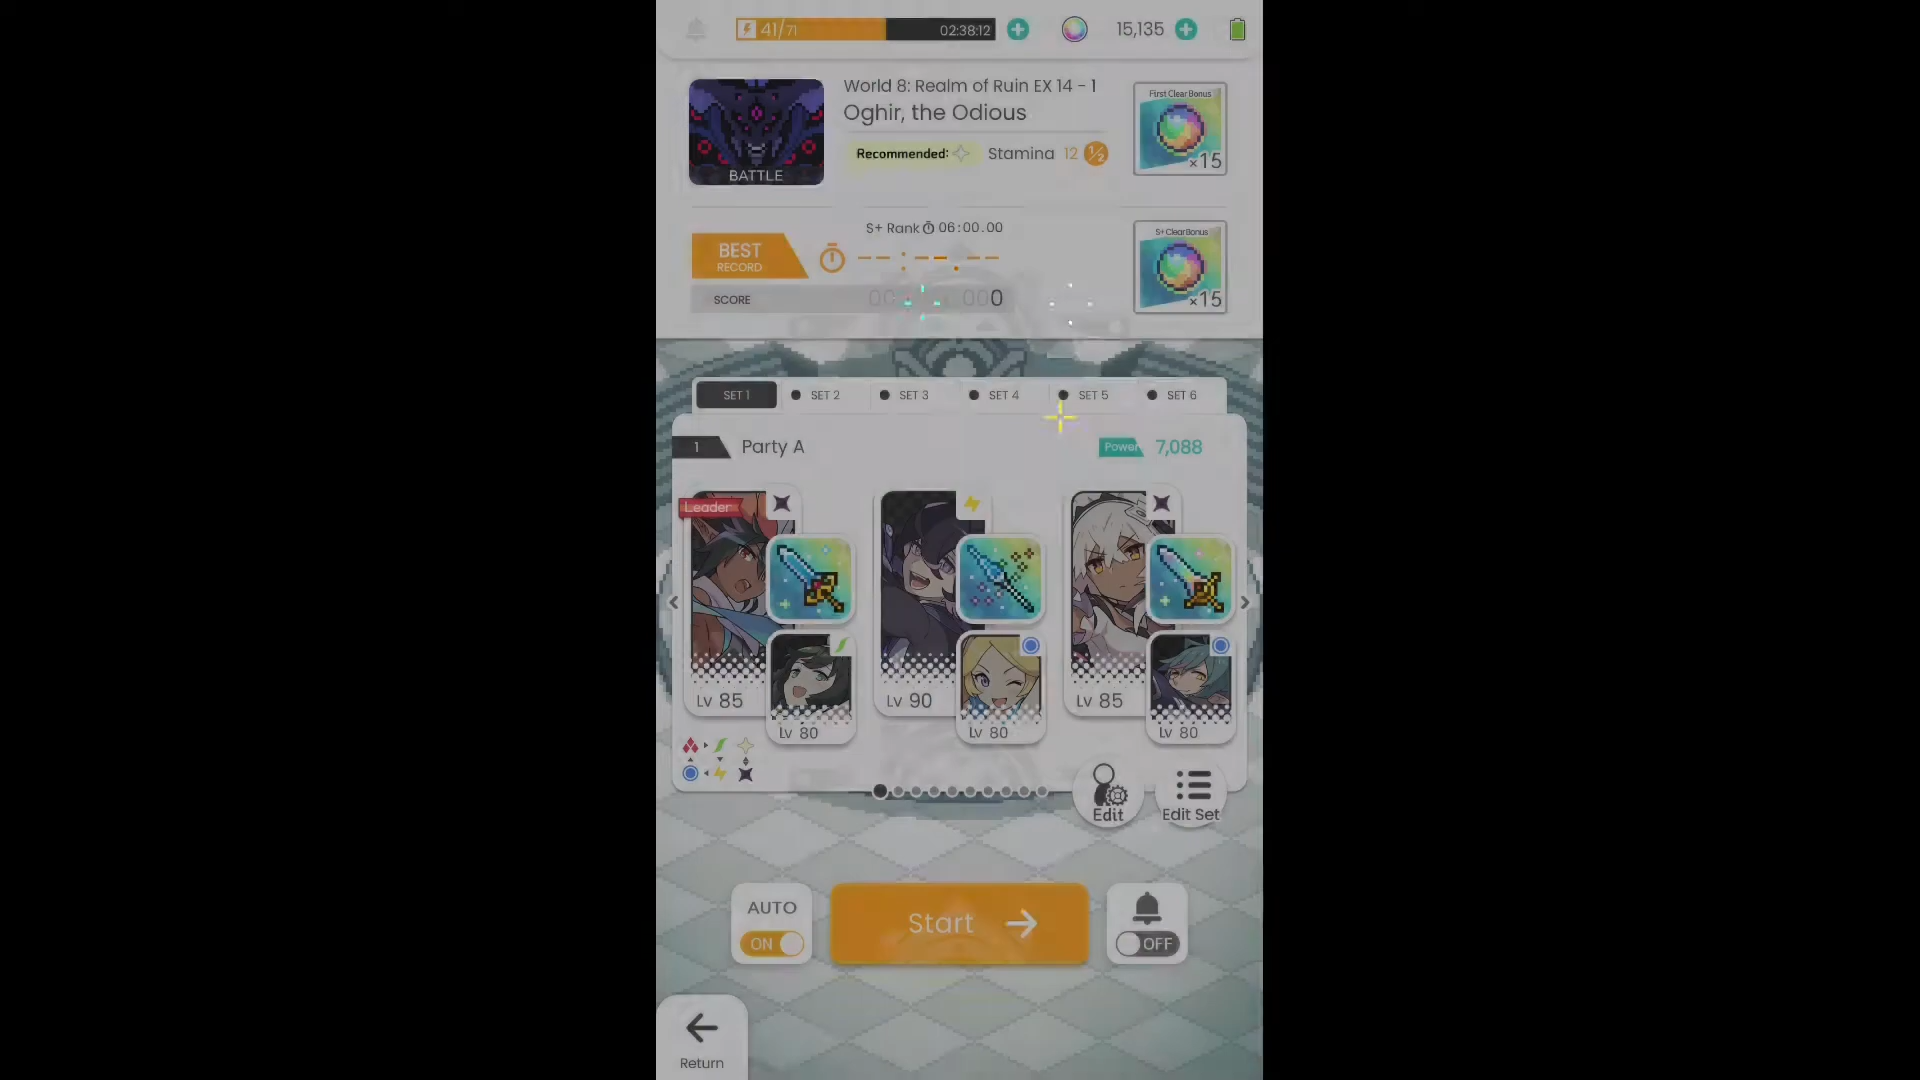 41/71
02:38:12
15,135
World 8: Realm of Ruin EX 14 - 1
Oghir, the Odious
Recommended:
Stamina 12 1/2
BATTLE
First Clear Bonus
×15
S+ Rank 06:00.00
BEST
RECORD
-- : -- . --
SCORE
S+ Clear Bonus
×15
SET 1
SET 2
SET 3
SET 4
SET 5
SET 6
1
Party A
Power 7,088
Leader
Lv 85
Lv 80
Lv 90
Lv 80
Lv 85
Lv 80
Edit
Edit Set
AUTO
ON
Start
OFF
Return